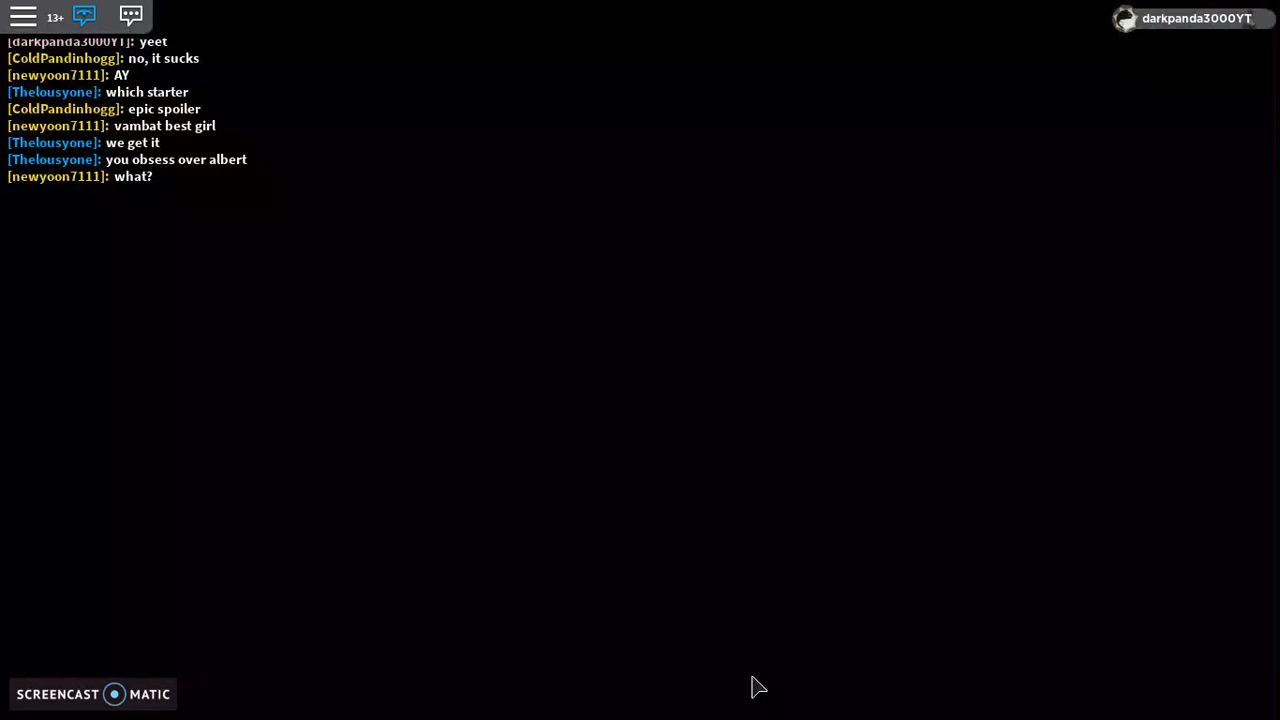 13+
darkpanda3000YT
[darkpanda3000YT]: yeet
[ColdPandinhogg]: no, it sucks
[newyoon7111]: AY
[Thelousyone]: which starter
[ColdPandinhogg]: epic spoiler
[newyoon7111]: vambat best girl
[Thelousyone]: we get it
[Thelousyone]: you obsess over albert
[newyoon7111]: what?
SCREENCAST MATIC